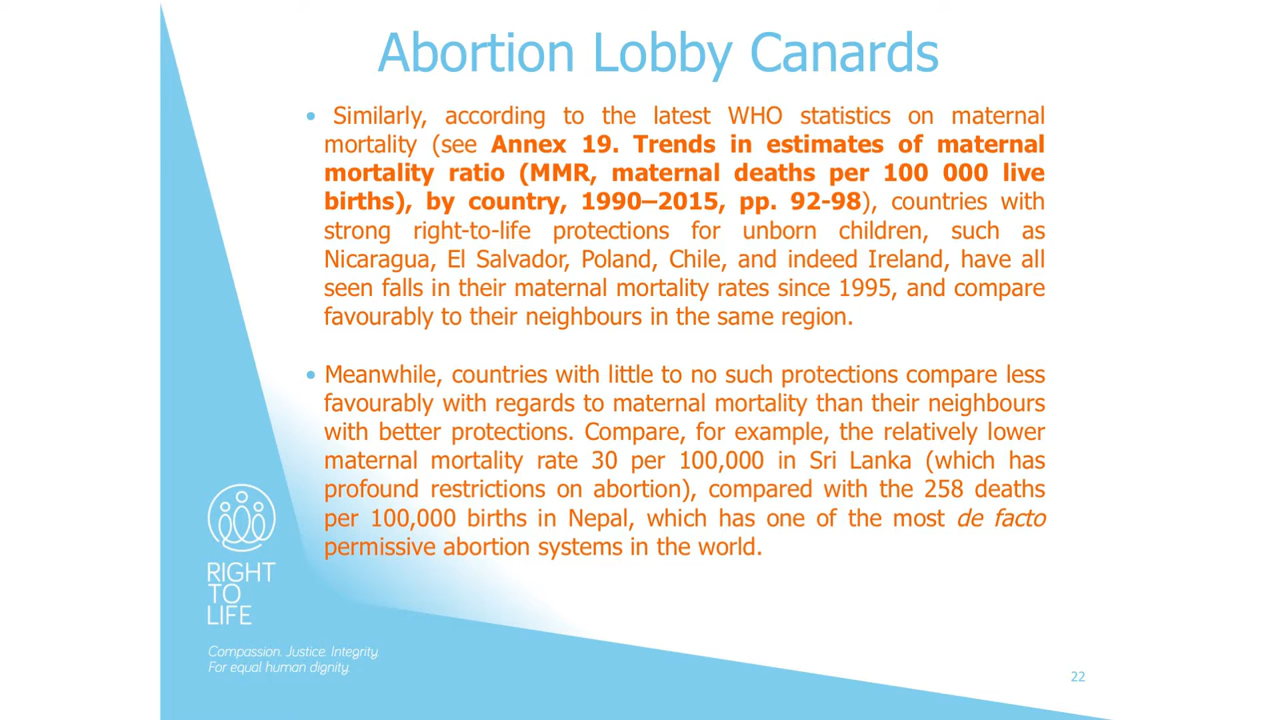 Abortion Lobby Canards
• Similarly, according to the latest WHO statistics on maternal
mortality (see Annex 19. Trends in estimates of maternal
mortality ratio (MMR, maternal deaths per 100 000 live
births), by country, 1990–2015, pp. 92-98), countries with
strong right-to-life protections for unborn children, such as
Nicaragua, El Salvador, Poland, Chile, and indeed Ireland, have all
seen falls in their maternal mortality rates since 1995, and compare
favourably to their neighbours in the same region.
• Meanwhile, countries with little to no such protections compare less
favourably with regards to maternal mortality than their neighbours
with better protections. Compare, for example, the relatively lower
maternal mortality rate 30 per 100,000 in Sri Lanka (which has
profound restrictions on abortion), compared with the 258 deaths
per 100,000 births in Nepal, which has one of the most de facto
permissive abortion systems in the world.
RIGHT
TO
LIFE
Compassion. Justice. Integrity.
For equal human dignity.
22